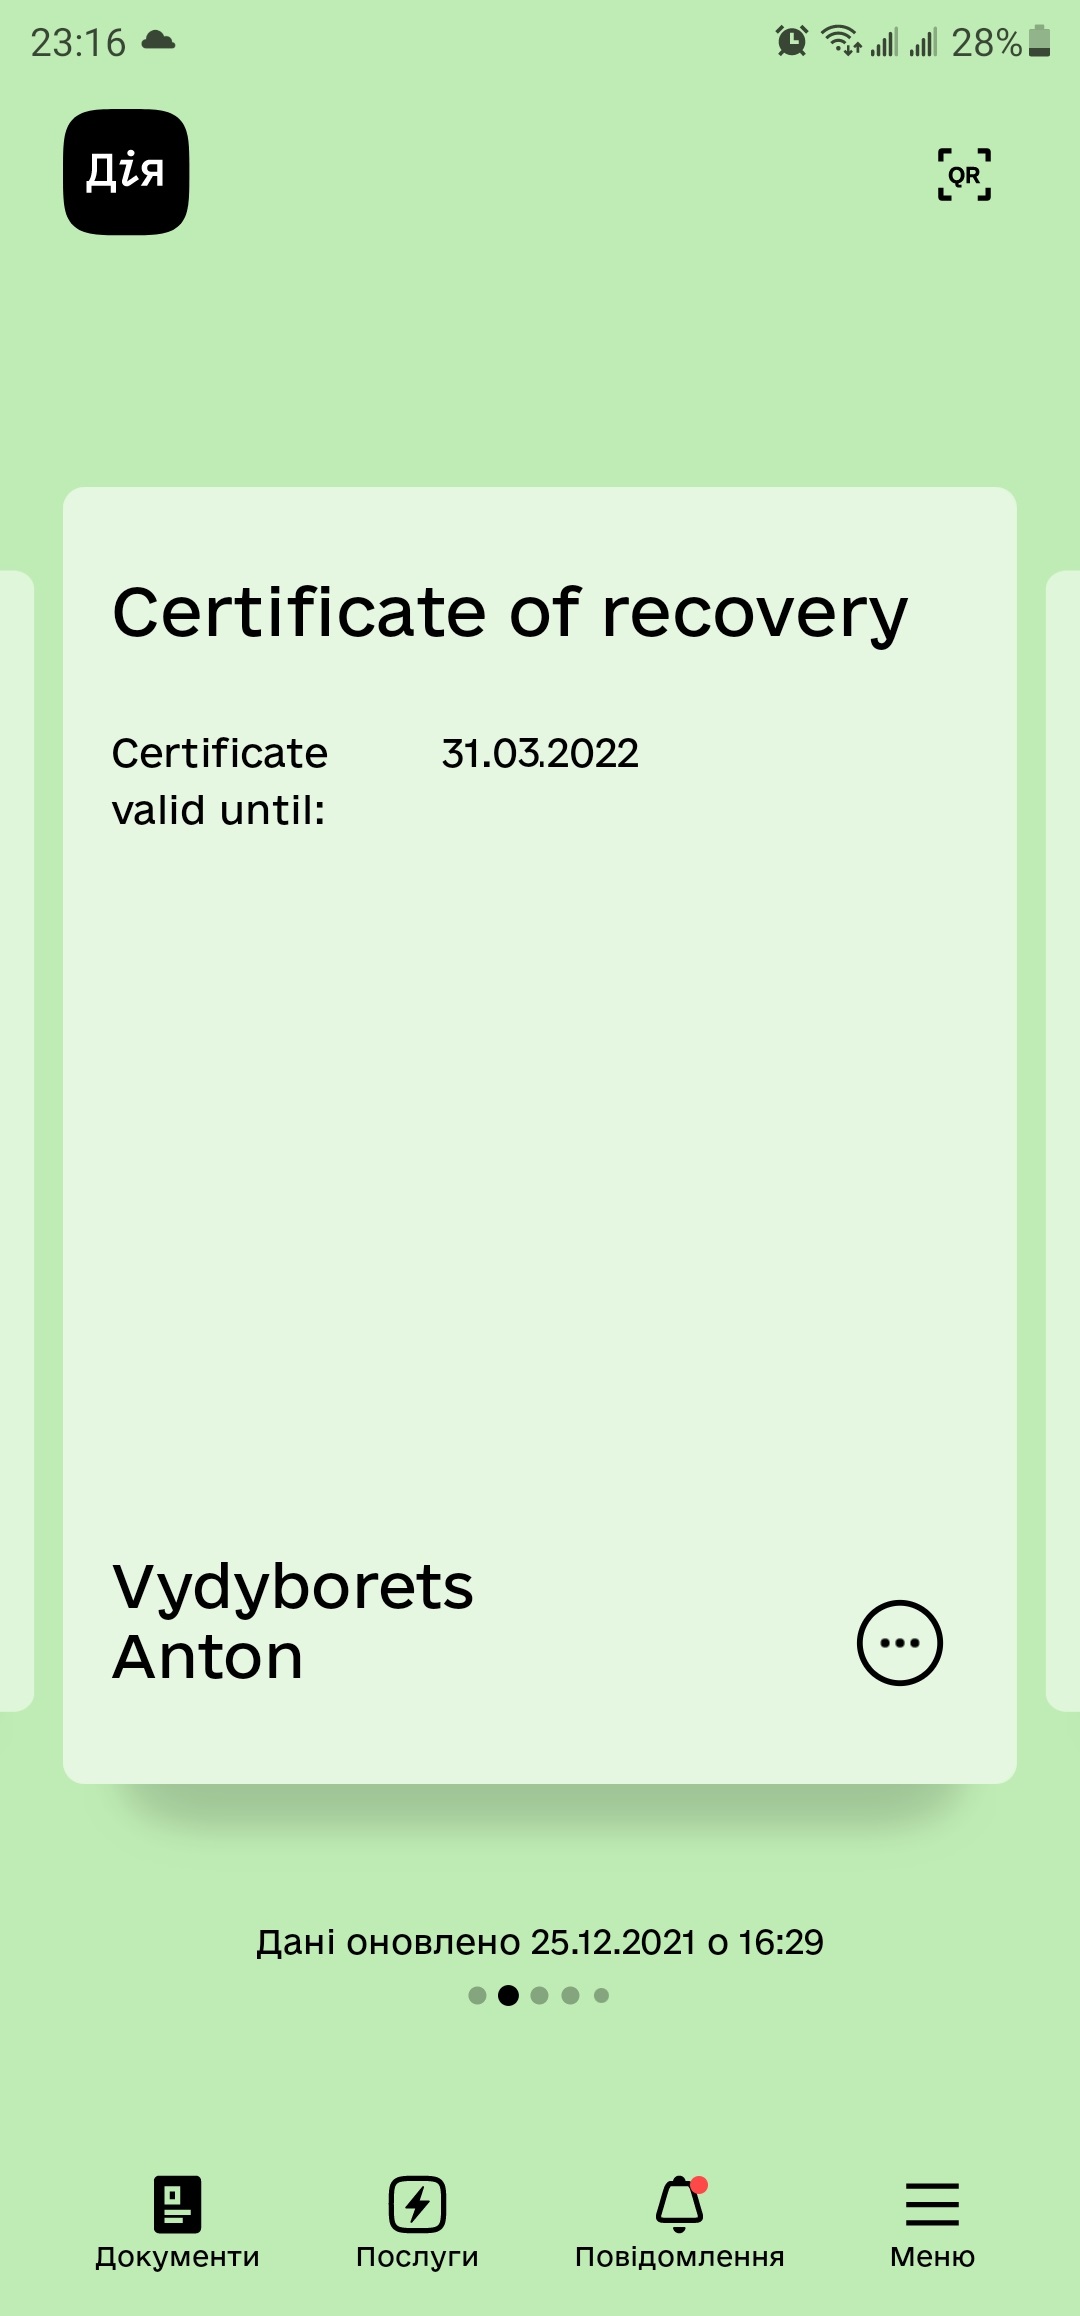 23:16 28%
Дія
QR
Certificate of recovery
Certificate 31.03.2022
valid until:
Vydyborets
Anton
Дані оновлено 25.12.2021 о 16:29
Документи Послуги Повідомлення Меню